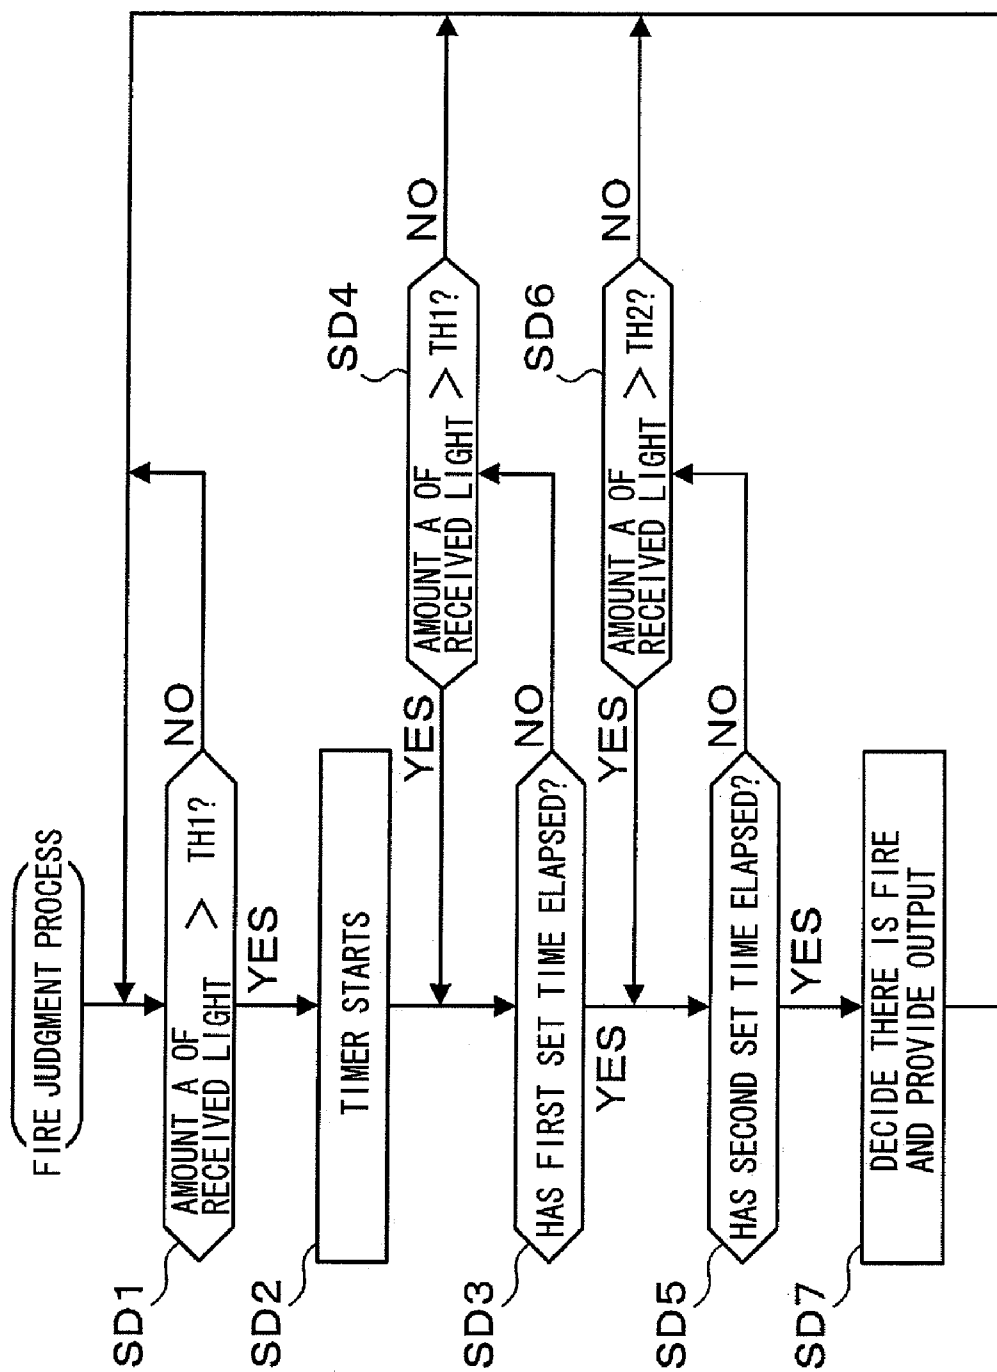 FIRE JUDGMENT PROCESS
SD1
AMOUNT A OF
RECEIVED LIGHT > TH1?
NO
YES
SD2
TIMER STARTS
SD4
AMOUNT A OF
RECEIVED LIGHT > TH1?
NO
YES
SD3
HAS FIRST SET TIME ELAPSED?
NO
YES
SD6
AMOUNT A OF
RECEIVED LIGHT > TH2?
NO
YES
SD5
HAS SECOND SET TIME ELAPSED?
NO
YES
SD7
DECIDE THERE IS FIRE
AND PROVIDE OUTPUT